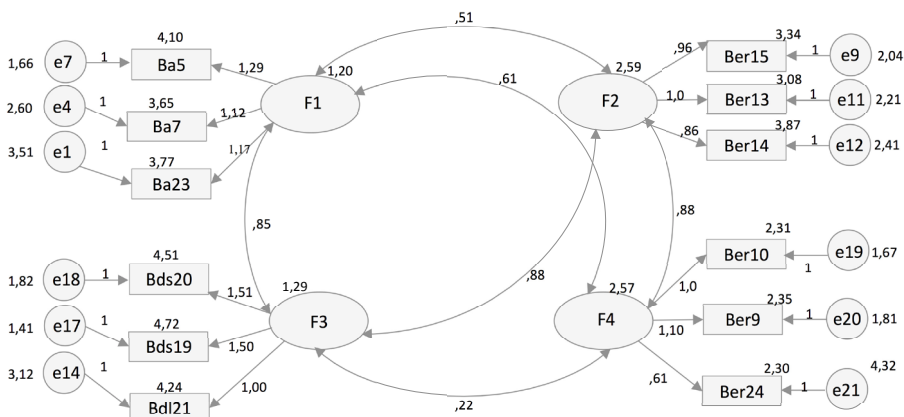 ,51
4,10
3,34
1,66 e7 1 Ba5 1,29 1,20 ,61 2,59 ,96 Ber15 1 e9 2,04
3,65
3,08
2,60 e4 1 Ba7 1,12 F1 F2 1,0 Ber13 1 e11 2,21
3,87
3,51 e1 1 1,17 ,86 Ber14 1 e12 2,41
3,77
Ba23
,85 ,88
2,31
Ber10 1 e19 1,67
4,51
1,82 e18 1 Bds20 1,51 1,29 ,88 2,57 1,0
4,72
2,35
1,41 e17 1 Bds19 1,50 F3 F4 1,10 Ber9 1 e20 1,81
4,24
2,30
3,12 e14 1 Bdl21 1,00 ,22 ,61 Ber24 1 e21 4,32